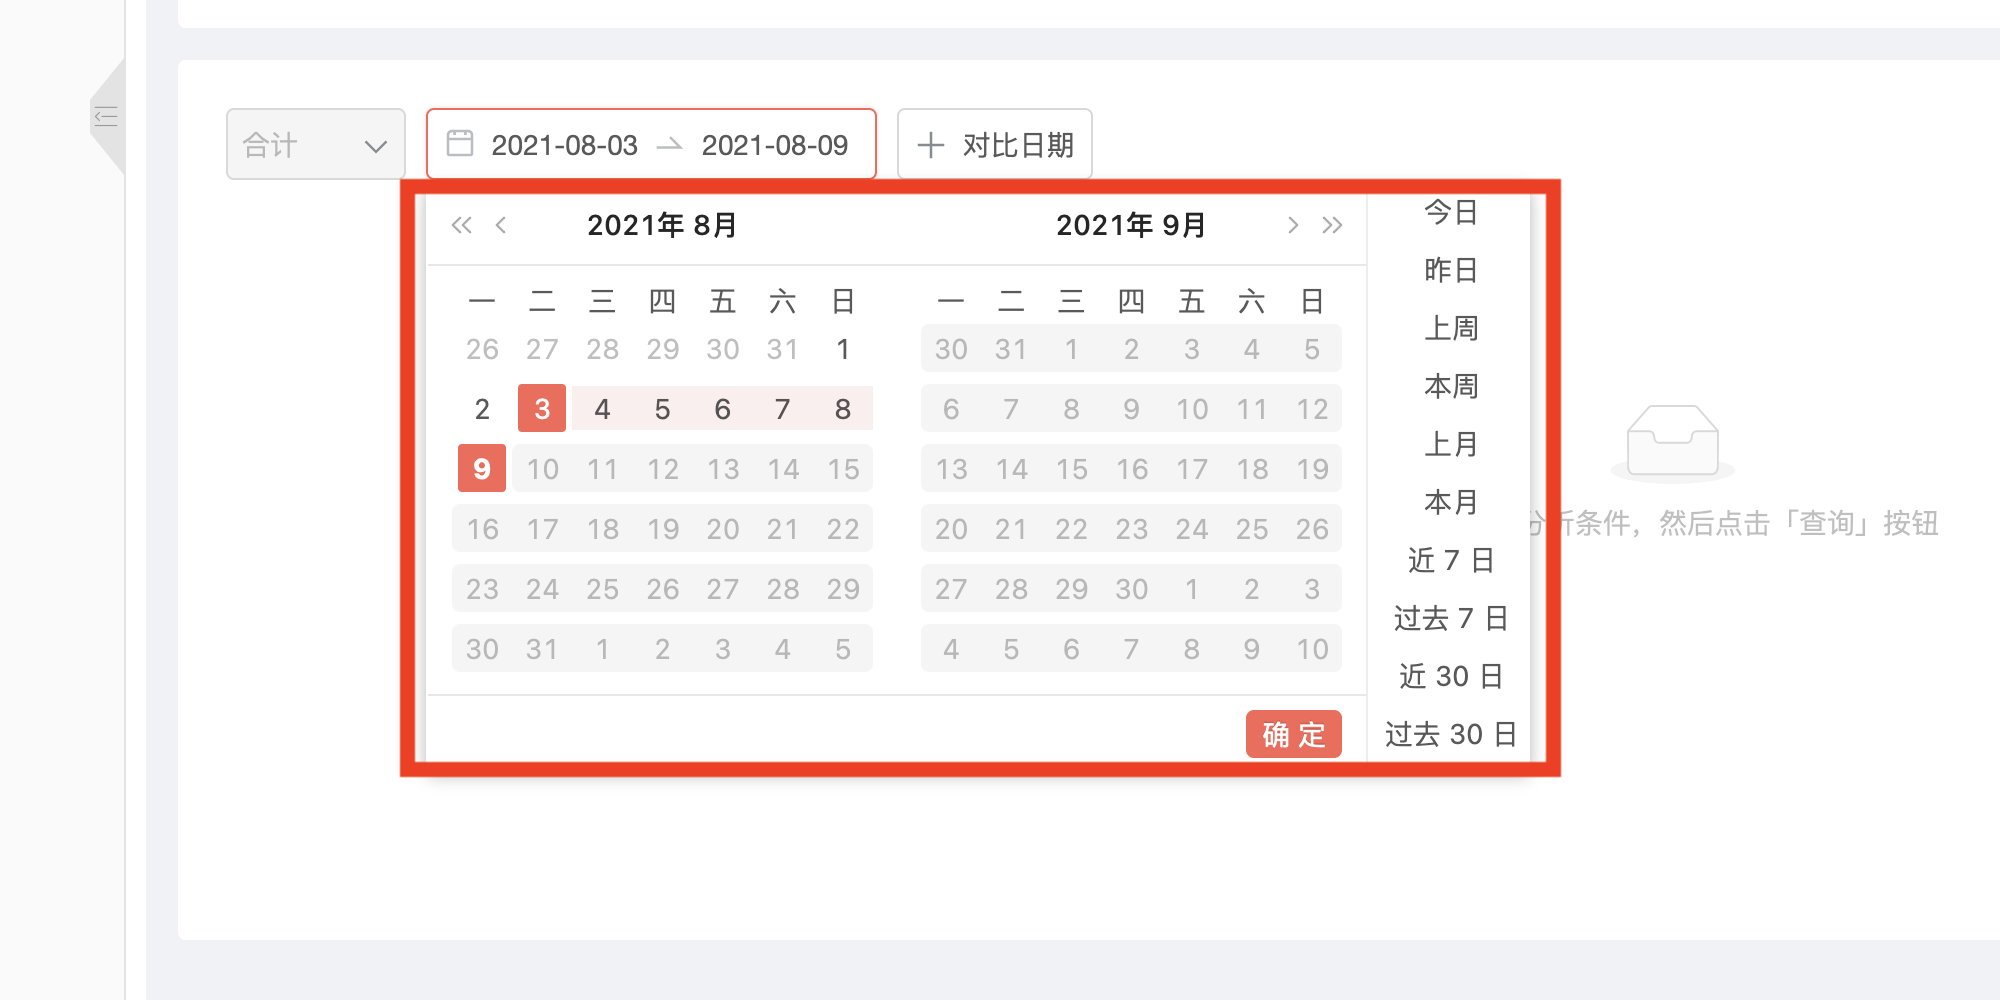 合计
2021-08-03
2021-08-09
对比日期
2021年 8月
一 二 三 四 五 六 日
26 27 28 29 30 31 1
2 3 4 5 6 7 8
9 10 11 12 13 14 15
16 17 18 19 20 21 22
23 24 25 26 27 28 29
30 31 1 2 3 4 5
2021年 9月
一 二 三 四 五 六 日
30 31 1 2 3 4 5
6 7 8 9 10 11 12
13 14 15 16 17 18 19
20 21 22 23 24 25 26
27 28 29 30 1 2 3
4 5 6 7 8 9 10
确 定
今日
昨日
上周
本周
上月
本月
近 7 日
过去 7 日
近 30 日
过去 30 日
条件，然后点击「查询」按钮